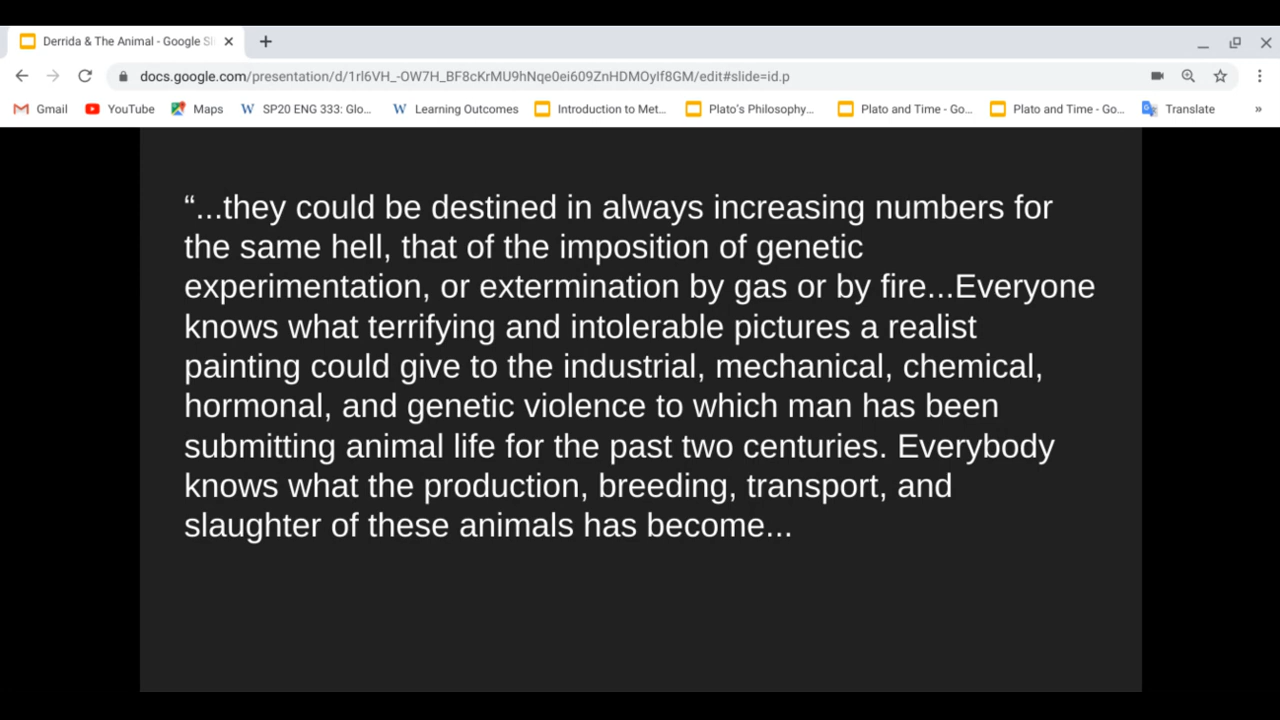 Derrida & The Animal - Google Sl
docs.google.com/presentation/d/1rl6VH_-OW7H_BF8cKrMU9hNqe0ei609ZnHDMOyIf8GM/edit#slide=id.p
Gmail YouTube Maps SP20 ENG 333: Glo... Learning Outcomes Introduction to Met... Plato's Philosophy... Plato and Time - Go... Plato and Time - Go... Translate »
“...they could be destined in always increasing numbers for
the same hell, that of the imposition of genetic
experimentation, or extermination by gas or by fire...Everyone
knows what terrifying and intolerable pictures a realist
painting could give to the industrial, mechanical, chemical,
hormonal, and genetic violence to which man has been
submitting animal life for the past two centuries. Everybody
knows what the production, breeding, transport, and
slaughter of these animals has become...